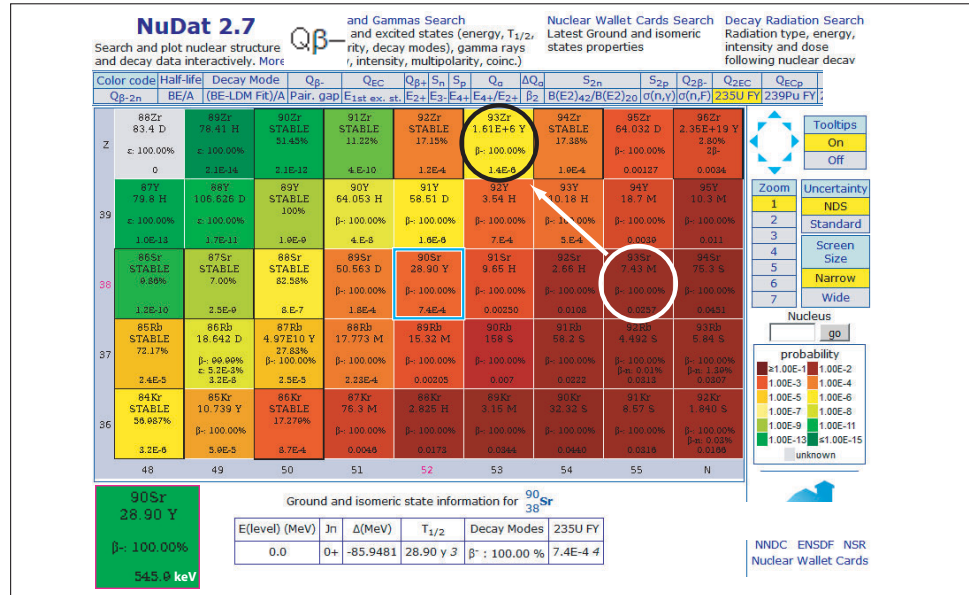 NuDat 2.7
Search and plot nuclear structure
and decay data interactively. More
Qβ−
and Gammas Search
and excited states (energy, T1/2,
rity, decay modes), gamma rays
, intensity, multipolarity, coinc.)
Nuclear Wallet Cards Search
Latest Ground and isomeric
states properties
Decay Radiation Search
Radiation type, energy,
intensity and dose
following nuclear decay
Color code Half-life Decay Mode Qβ- QEC Qβ+ Sn Sp Qα ΔQα S2n S2p Q2β- Q2EC QECp
Qβ-2n BE/A (BE-LDM Fit)/A Pair. gap E1st ex. st. E2+ E3- E4+ E4+/E2+ β2 B(E2)42/B(E2)20 σ(n,γ) σ(n,F) 235U FY 239Pu FY
Z
88Zr 89Zr 90Zr 91Zr 92Zr 93Zr 94Zr 95Zr 96Zr
83.4 D 78.41 H STABLE STABLE STABLE 1.61E+6 Y STABLE 64.032 D 2.35E+19 Y
51.45% 11.22% 17.15% 17.38% 2.80%
ε: 100.00% ε: 100.00% β-: 100.00% β-: 100.00% 2β-
0 2.1E-14 2.1E-12 4.E-10 1.2E-4 1.4E-6 1.9E-4 0.00127 0.0034
39
87Y 88Y 89Y 90Y 91Y 92Y 93Y 94Y 95Y
79.8 H 106.626 D STABLE 64.053 H 58.51 D 3.54 H 10.18 H 18.7 M 10.3 M
100%
ε: 100.00% ε: 100.00% β-: 100.00% β-: 100.00% β-: 100.00% β-: 100.00% β-: 100.00% β-: 100.00%
1.0E-13 1.7E-11 1.9E-9 4.E-8 1.6E-6 7.E-4 5.E-4 0.0039 0.011
38
86Sr 87Sr 88Sr 89Sr 90Sr 91Sr 92Sr 93Sr 94Sr
STABLE STABLE STABLE 50.563 D 28.90 Y 9.65 H 2.66 H 7.43 M 75.3 S
9.86% 7.00% 82.58%
β-: 100.00% β-: 100.00% β-: 100.00% β-: 100.00% β-: 100.00% β-: 100.00%
1.2E-10 2.5E-9 8.E-7 1.8E-4 7.4E-4 0.00250 0.0108 0.0257 0.0451
37
85Rb 86Rb 87Rb 88Rb 89Rb 90Rb 91Rb 92Rb 93Rb
STABLE 18.642 D 4.97E10 Y 17.773 M 15.32 M 158 S 58.2 S 4.492 S 5.84 S
72.17% 27.83%
β-: 99.99% β-: 100.00% β-: 100.00% β-: 100.00% β-: 100.00% β-: 100.00% β-: 100.00% β-: 100.00%
ε: 5.2E-3% β-n: 0.01% β-n: 1.39%
2.4E-5 3.2E-8 2.5E-5 2.23E-4 0.00205 0.007 0.0222 0.0313 0.0307
36
84Kr 85Kr 86Kr 87Kr 88Kr 89Kr 90Kr 91Kr 92Kr
STABLE 10.739 Y STABLE 76.3 M 2.825 H 3.15 M 32.32 S 8.57 S 1.840 S
56.987% 17.279%
β-: 100.00% β-: 100.00% β-: 100.00% β-: 100.00% β-: 100.00% β-: 100.00% β-: 100.00%
β-n: 0.03%
3.2E-6 5.9E-5 8.7E-4 0.0046 0.0173 0.0344 0.0440 0.0316 0.0166
48 49 50 51 52 53 54 55 N
Tooltips
On
Off
Zoom
1
2
3
4
5
6
7
Uncertainty
NDS
Standard
Screen
Size
Narrow
Wide
Nucleus
go
probability
≥1.00E-1 1.00E-2
1.00E-3 1.00E-4
1.00E-5 1.00E-6
1.00E-7 1.00E-8
1.00E-9 1.00E-11
1.00E-13 ≤1.00E-15
unknown
90Sr
28.90 Y
β-: 100.00%
545.9 keV
Ground and isomeric state information for 90 38 Sr
E(level) (MeV) Jπ Δ(MeV) T1/2 Decay Modes 235U FY
0.0 0+ -85.9481 28.90 y 3 β- : 100.00 % 7.4E-4 4
NNDC ENSDF NSR
Nuclear Wallet Cards